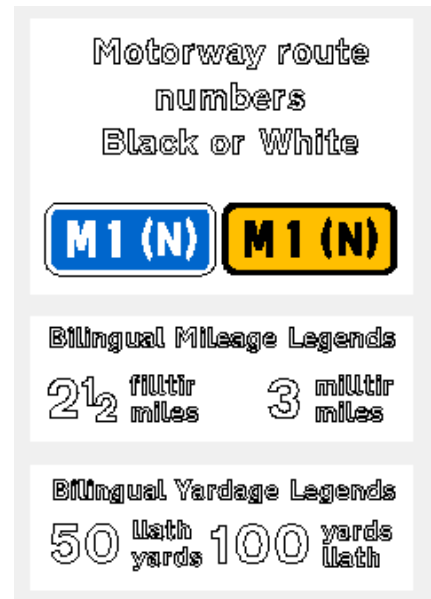 Motorway route
numbers
Black or White
M1 (N) M1 (N)
Bilingual Mileage Legends
2½ filltir miles 3 milltir miles
Bilingual Yardage Legends
50 llath yards 100 yards llath